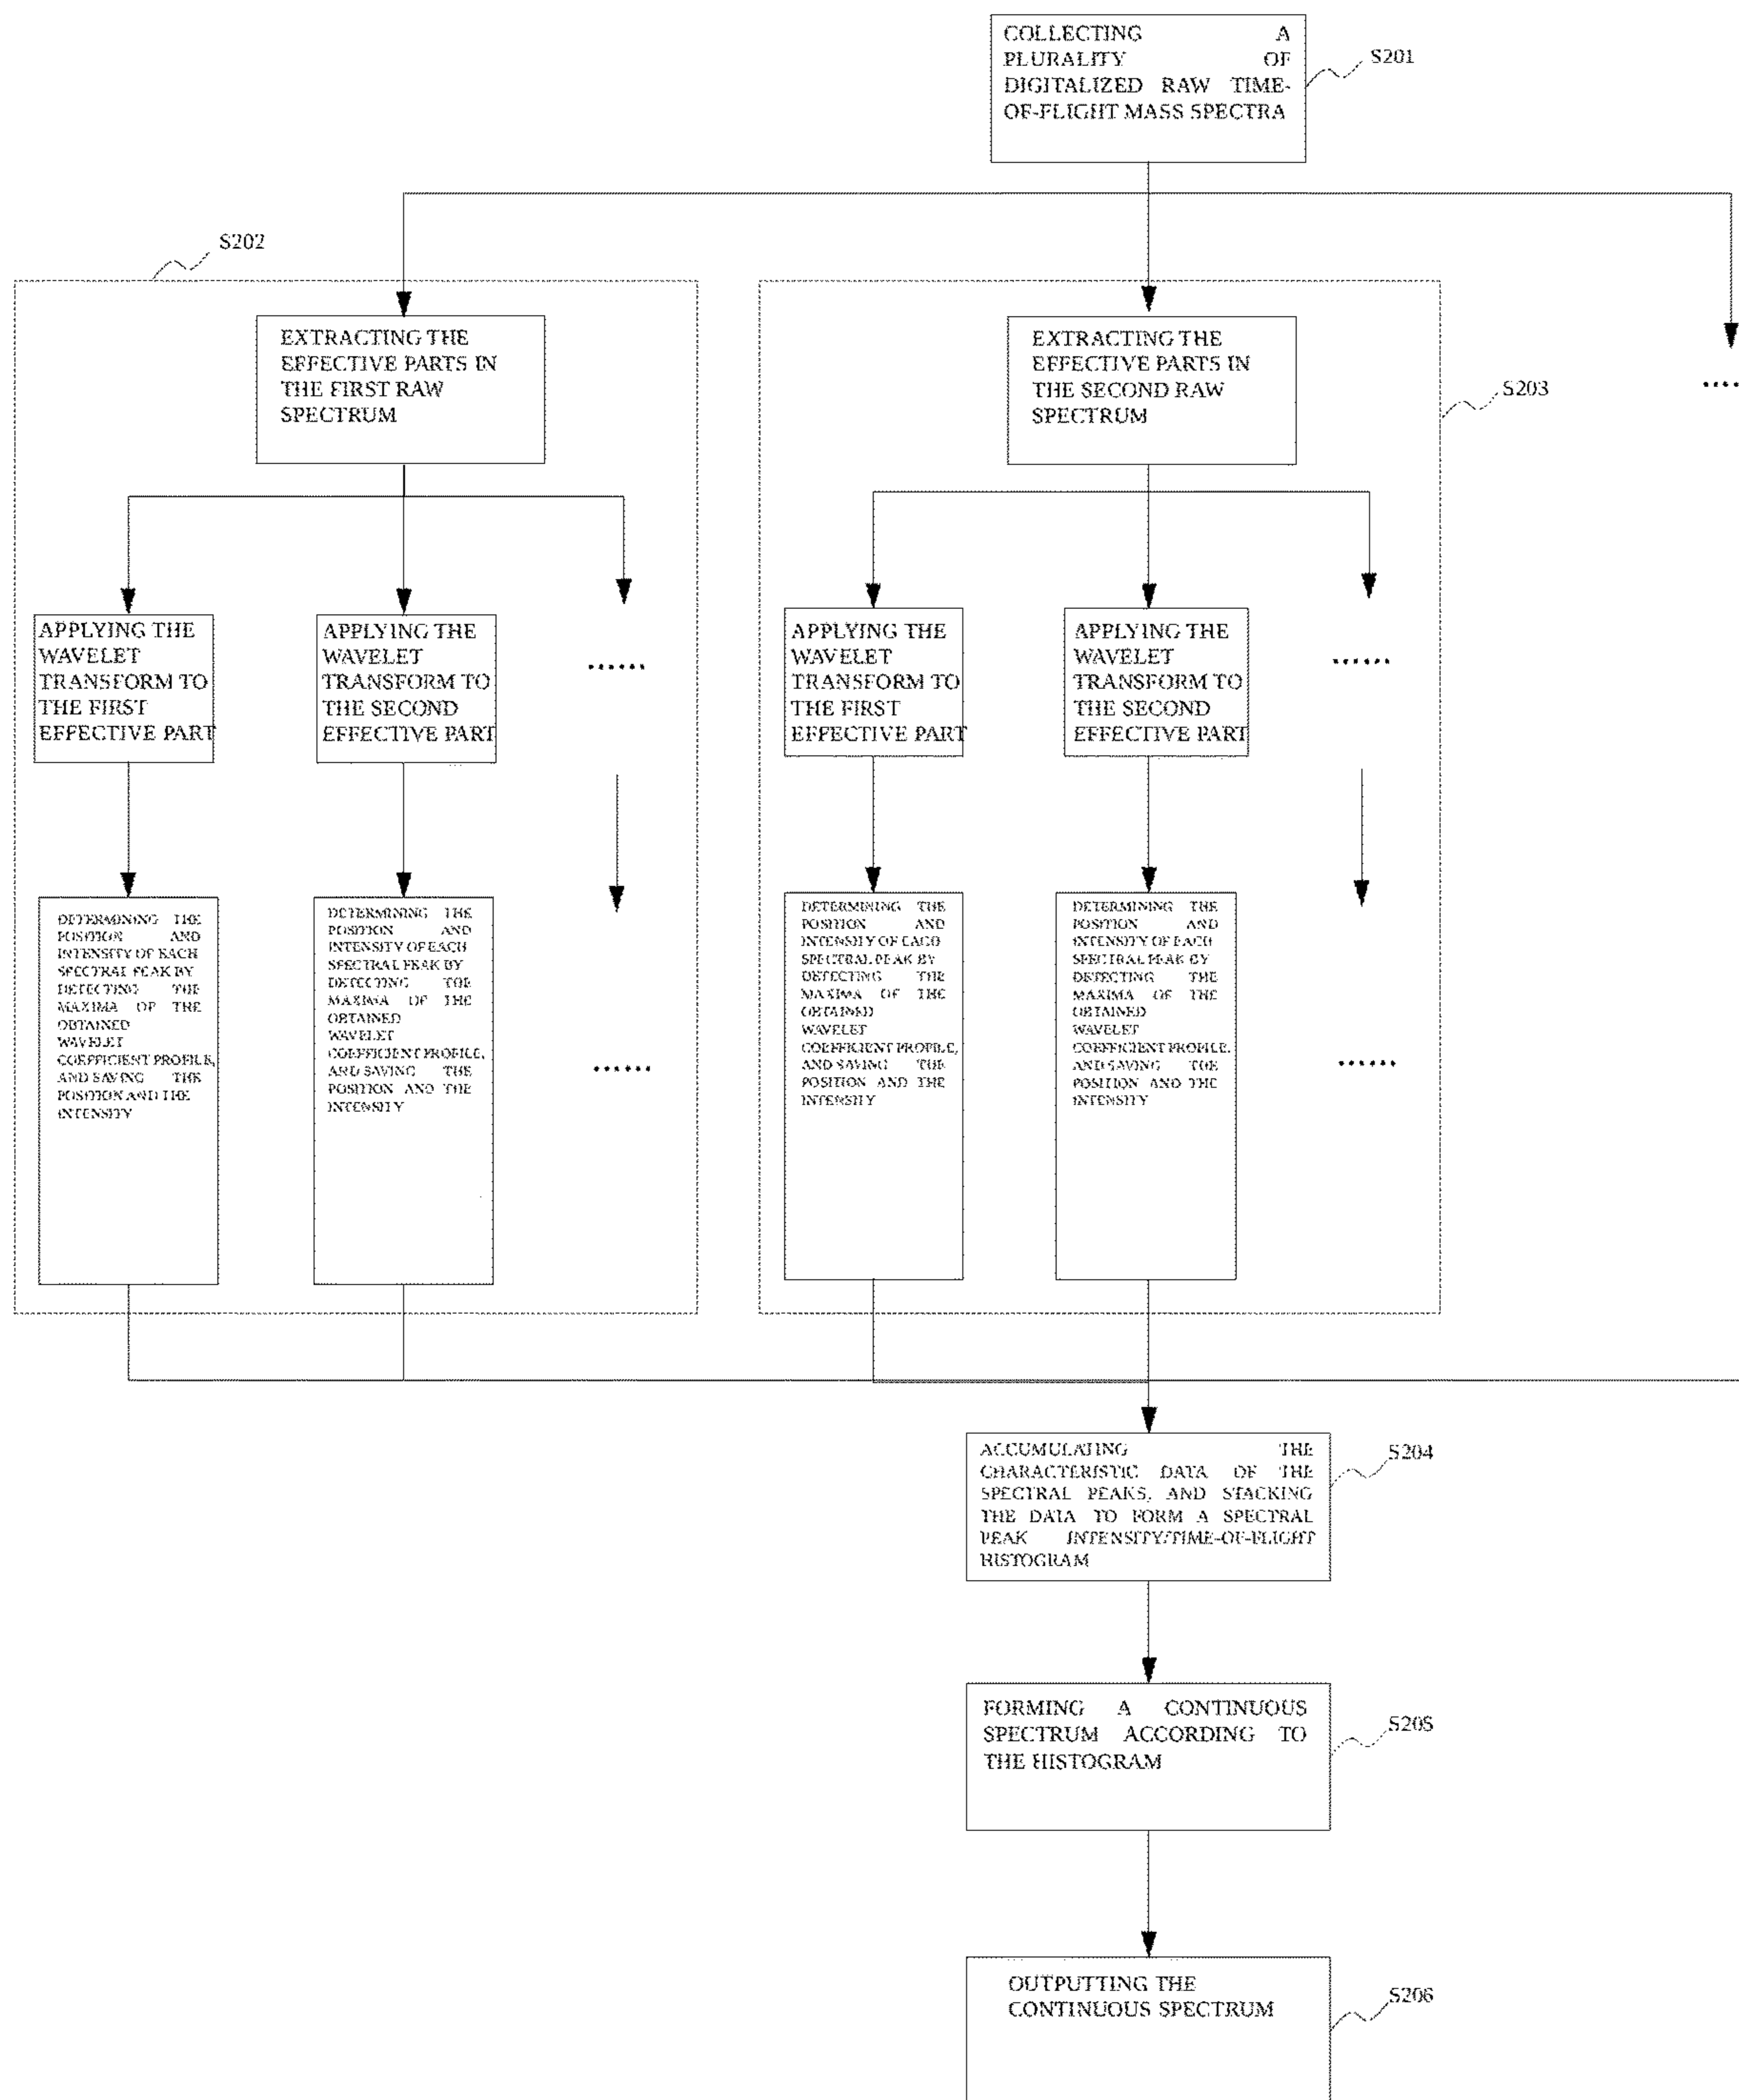 COLLECTING A
PLURALITY OF
DIGITALIZED RAW TIME-
OF-FLIGHT MASS SPECTRA
S201
S202
EXTRACTING THE
EFFECTIVE PARTS IN
THE FIRST RAW
SPECTRUM
EXTRACTING THE
EFFECTIVE PARTS IN
THE SECOND RAW
SPECTRUM
S203
....
APPLYING THE
WAVELET
TRANSFORM TO
THE FIRST
EFFECTIVE PART
APPLYING THE
WAVELET
TRANSFORM TO
THE SECOND
EFFECTIVE PART
......
APPLYING THE
WAVELET
TRANSFORM TO
THE FIRST
EFFECTIVE PART
APPLYING THE
WAVELET
TRANSFORM TO
THE SECOND
EFFECTIVE PART
......
DETERMINING THE
POSITION AND
INTENSITY OF EACH
SPECTRAL PEAK BY
DETECTING THE
MAXIMA OF THE
OBTAINED
WAVELET
COEFFICIENT PROFILE,
AND SAVING THE
POSITION AND THE
INTENSITY
DETERMINING THE
POSITION AND
INTENSITY OF EACH
SPECTRAL PEAK BY
DETECTING THE
MAXIMA OF THE
OBTAINED
WAVELET
COEFFICIENT PROFILE,
AND SAVING THE
POSITION AND THE
INTENSITY
......
DETERMINING THE
POSITION AND
INTENSITY OF EACH
SPECTRAL PEAK BY
DETECTING THE
MAXIMA OF THE
OBTAINED
WAVELET
COEFFICIENT PROFILE,
AND SAVING THE
POSITION AND THE
INTENSITY
DETERMINING THE
POSITION AND
INTENSITY OF EACH
SPECTRAL PEAK BY
DETECTING THE
MAXIMA OF THE
OBTAINED
WAVELET
COEFFICIENT PROFILE,
AND SAVING THE
POSITION AND THE
INTENSITY
......
ACCUMULATING THE
CHARACTERISTIC DATA OF THE
SPECTRAL PEAKS, AND STACKING
THE DATA TO FORM A SPECTRAL
PEAK INTENSITY/TIME-OF-FLIGHT
HISTOGRAM
S204
FORMING A CONTINUOUS
SPECTRUM ACCORDING TO
THE HISTOGRAM
S205
OUTPUTTING THE
CONTINUOUS SPECTRUM
S206